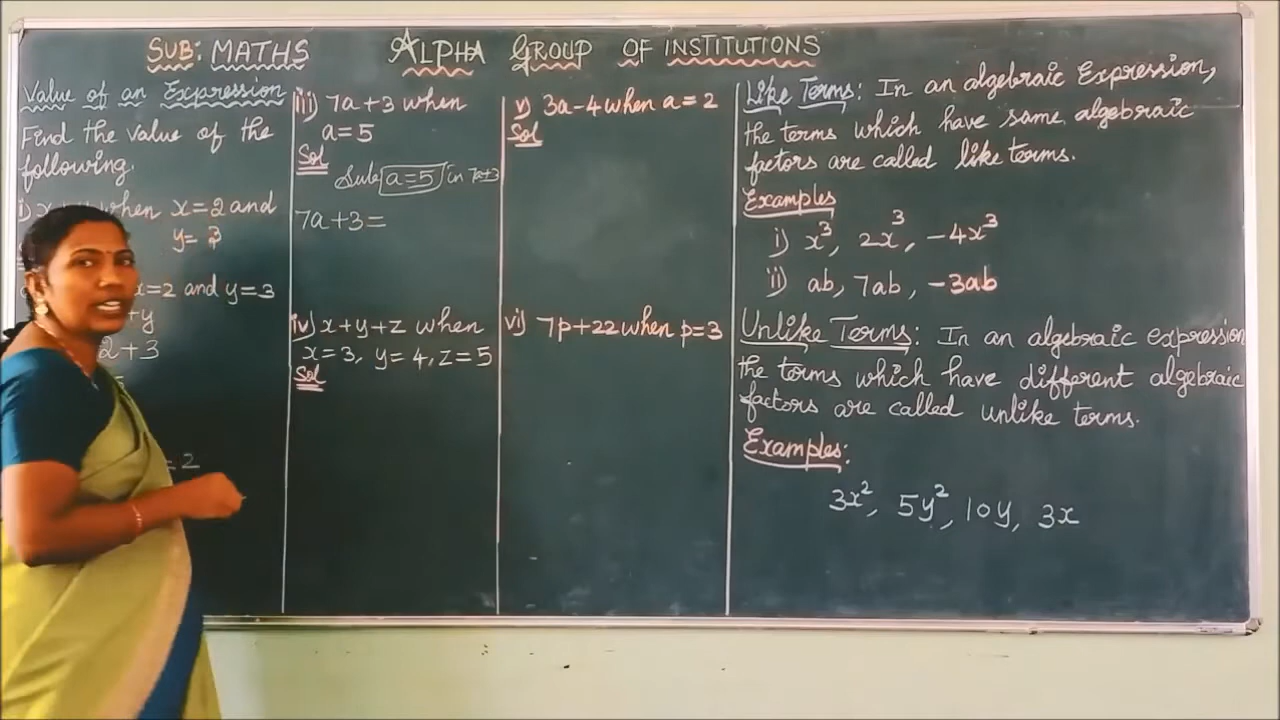 SUB: MATHS ALPHA GROUP OF INSTITUTIONS
Value of an Expression
Find the value of the
following.
i) x when x=2 and
y= 3
x=2 and y=3
+y
2+3
=
= 2
iii) 7a+3 when
a=5
Sol
Sub a=5 in 7a+3
7a+3=
iv) x+y+z when
x=3, y=4, z=5
Sol
v) 3a-4 when a=2
Sol
vi) 7p+22 when p=3
Like Terms: In an algebraic Expression,
the terms which have same algebraic
factors are called like terms.
Examples
i) x³, 2x³, -4x³
ii) ab, 7ab, -3ab
Unlike Terms: In an algebraic expression
the terms which have different algebraic
factors are called unlike terms.
Examples:
3x², 5y², 10y, 3x